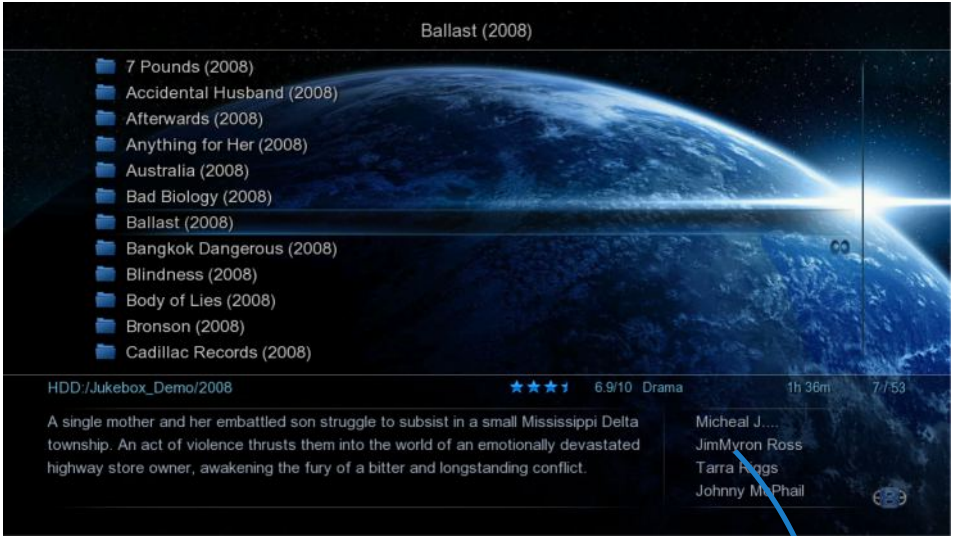 Ballast (2008)
7 Pounds (2008)
Accidental Husband (2008)
Afterwards (2008)
Anything for Her (2008)
Australia (2008)
Bad Biology (2008)
Ballast (2008)
Bangkok Dangerous (2008)
Blindness (2008)
Body of Lies (2008)
Bronson (2008)
Cadillac Records (2008)
HDD:/Jukebox_Demo/2008 6.9/10 Drama 1h 36m 7/53
A single mother and her embattled son struggle to subsist in a small Mississippi Delta
township. An act of violence thrusts them into the world of an emotionally devastated
highway store owner, awakening the fury of a bitter and longstanding conflict.
Micheal J....
JimMyron Ross
Tarra Riggs
Johnny McPhail